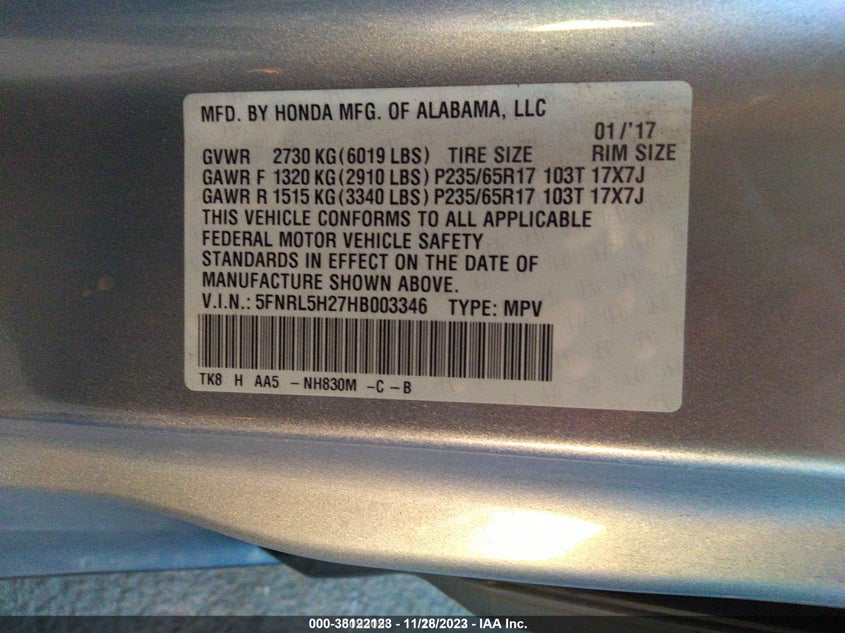 MFD. BY HONDA MFG. OF ALABAMA, LLC
01/'17
GVWR 2730 KG(6019 LBS) TIRE SIZE RIM SIZE
GAWR F 1320 KG(2910 LBS) P235/65R17 103T 17X7J
GAWR R 1515 KG(3340 LBS) P235/65R17 103T 17X7J
THIS VEHICLE CONFORMS TO ALL APPLICABLE
FEDERAL MOTOR VEHICLE SAFETY
STANDARDS IN EFFECT ON THE DATE OF
MANUFACTURE SHOWN ABOVE.
V.I.N.: 5FNRL5H27HB003346 TYPE: MPV
TK8 H AA5 -NH830M -C-B
000-38122123 - 11/28/2023 - IAA Inc.